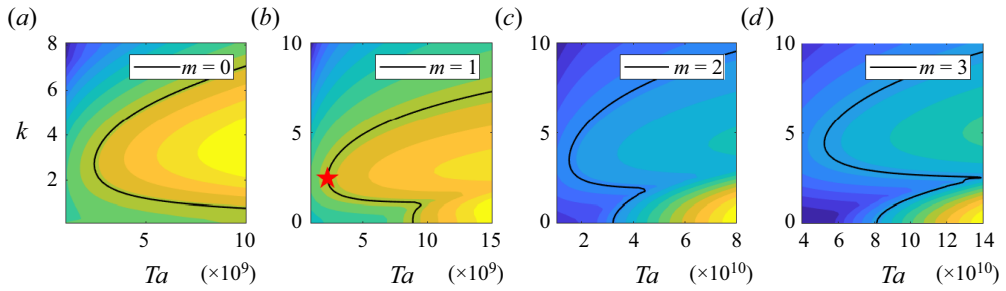 (a) (b) (c) (d)
8 10 10 10
m = 0 m = 1 m = 2 m = 3
6
k 4 5 5 5
2
0 0 0
5 10 5 10 15 2 4 6 8 4 6 8 10 12 14
Ta (×10⁹) Ta (×10⁹) Ta (×10¹⁰) Ta (×10¹⁰)